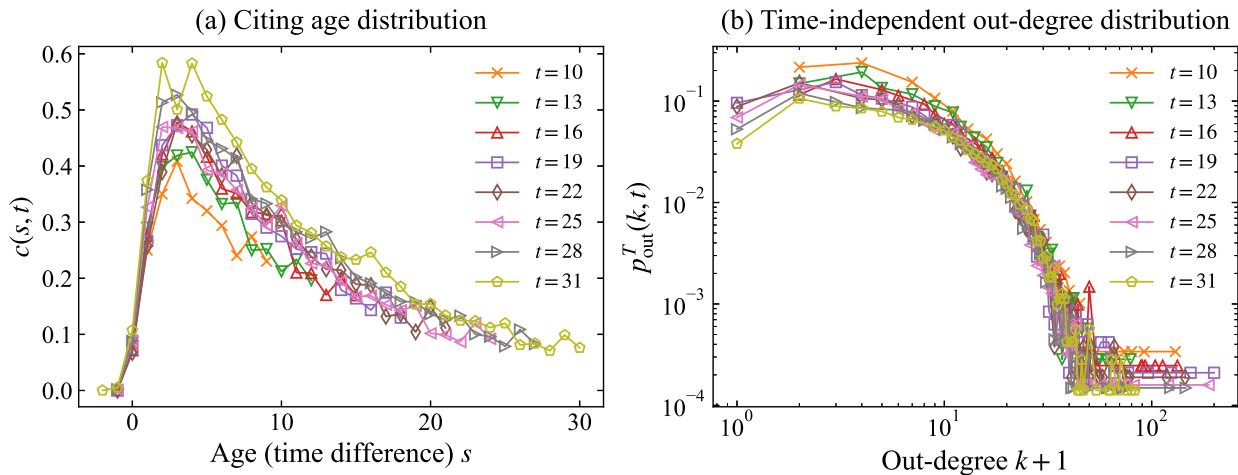 (a) Citing age distribution
c(s, t)
0.6
0.5
0.4
0.3
0.2
0.1
0.0
0
10
20
30
Age (time difference) s
t = 10
t = 13
t = 16
t = 19
t = 22
t = 25
t = 28
t = 31
(b) Time-independent out-degree distribution
p^T_out(k, t)
10^−1
10^−2
10^−3
10^−4
10^0
10^1
10^2
Out-degree k + 1
t = 10
t = 13
t = 16
t = 19
t = 22
t = 25
t = 28
t = 31